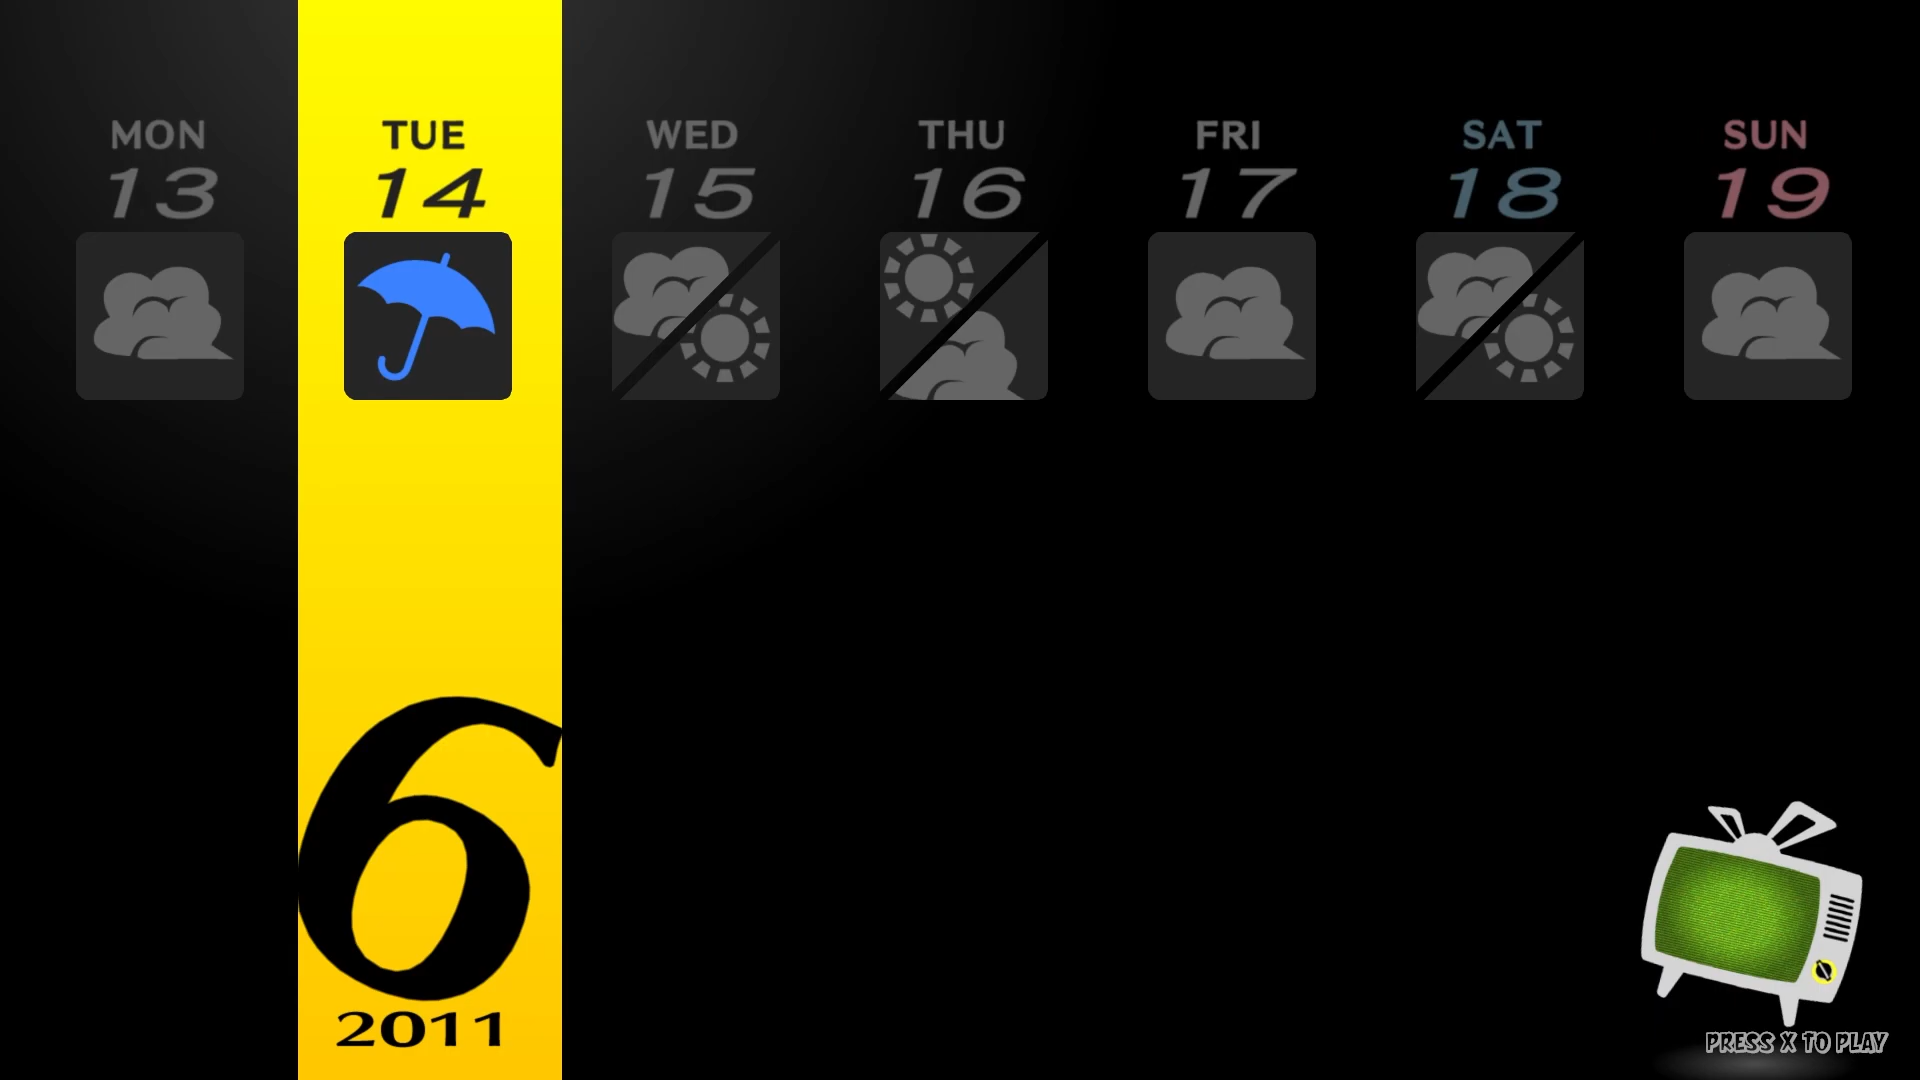 MON TUE WED THU FRI SAT SUN
13 14 15 16 17 18 19
6
2011
PRESS X TO PLAY